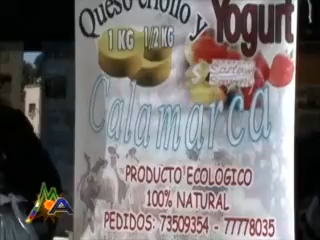 Queso criollo y
Yogurt
1 KG 1/2 KG
Calamarca
PRODUCTO ECOLOGICO
100% NATURAL
PEDIDOS: 73509354 - 77778035